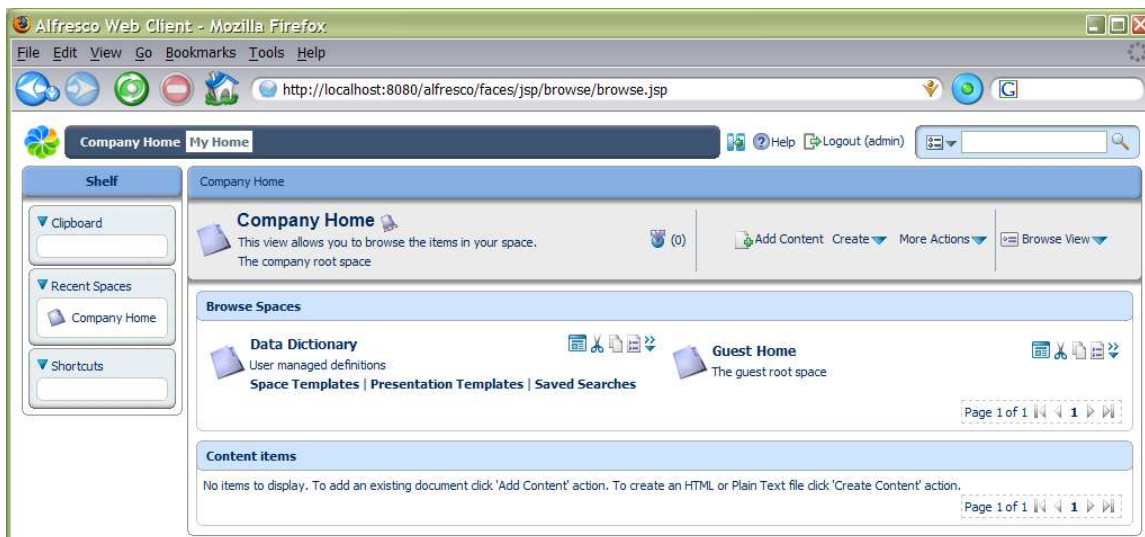 Alfresco Web Client - Mozilla Firefox
File Edit View Go Bookmarks Tools Help
http://localhost:8080/alfresco/faces/jsp/browse/browse.jsp
G
Company Home My Home
Help Logout (admin)
Shelf
Company Home
Clipboard
Company Home
This view allows you to browse the items in your space.
The company root space
(0)
Add Content Create More Actions Browse View
Recent Spaces
Company Home
Shortcuts
Browse Spaces
Data Dictionary
User managed definitions
Space Templates | Presentation Templates | Saved Searches
Guest Home
The guest root space
Page 1 of 1 1
Content items
No items to display. To add an existing document click 'Add Content' action. To create an HTML or Plain Text file click 'Create Content' action.
Page 1 of 1 1